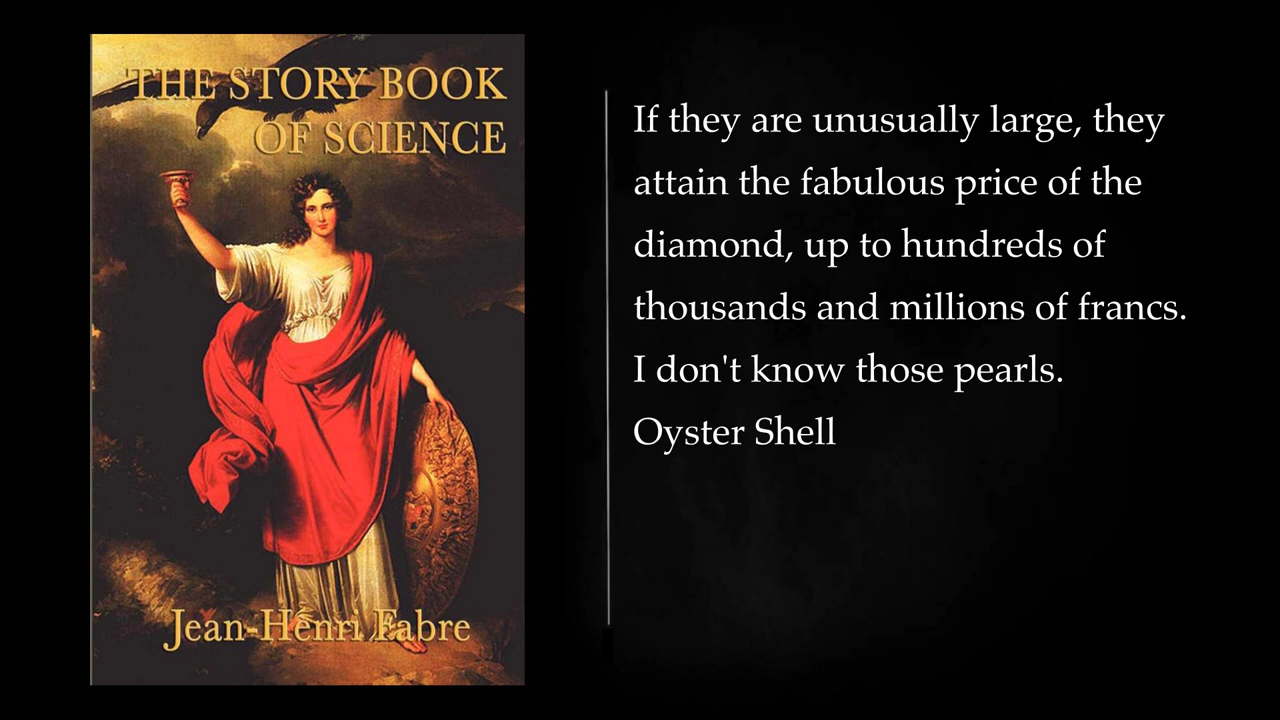 THE STORY BOOK
OF SCIENCE
Jean-Henri Fabre
If they are unusually large, they
attain the fabulous price of the
diamond, up to hundreds of
thousands and millions of francs.
I don't know those pearls.
Oyster Shell